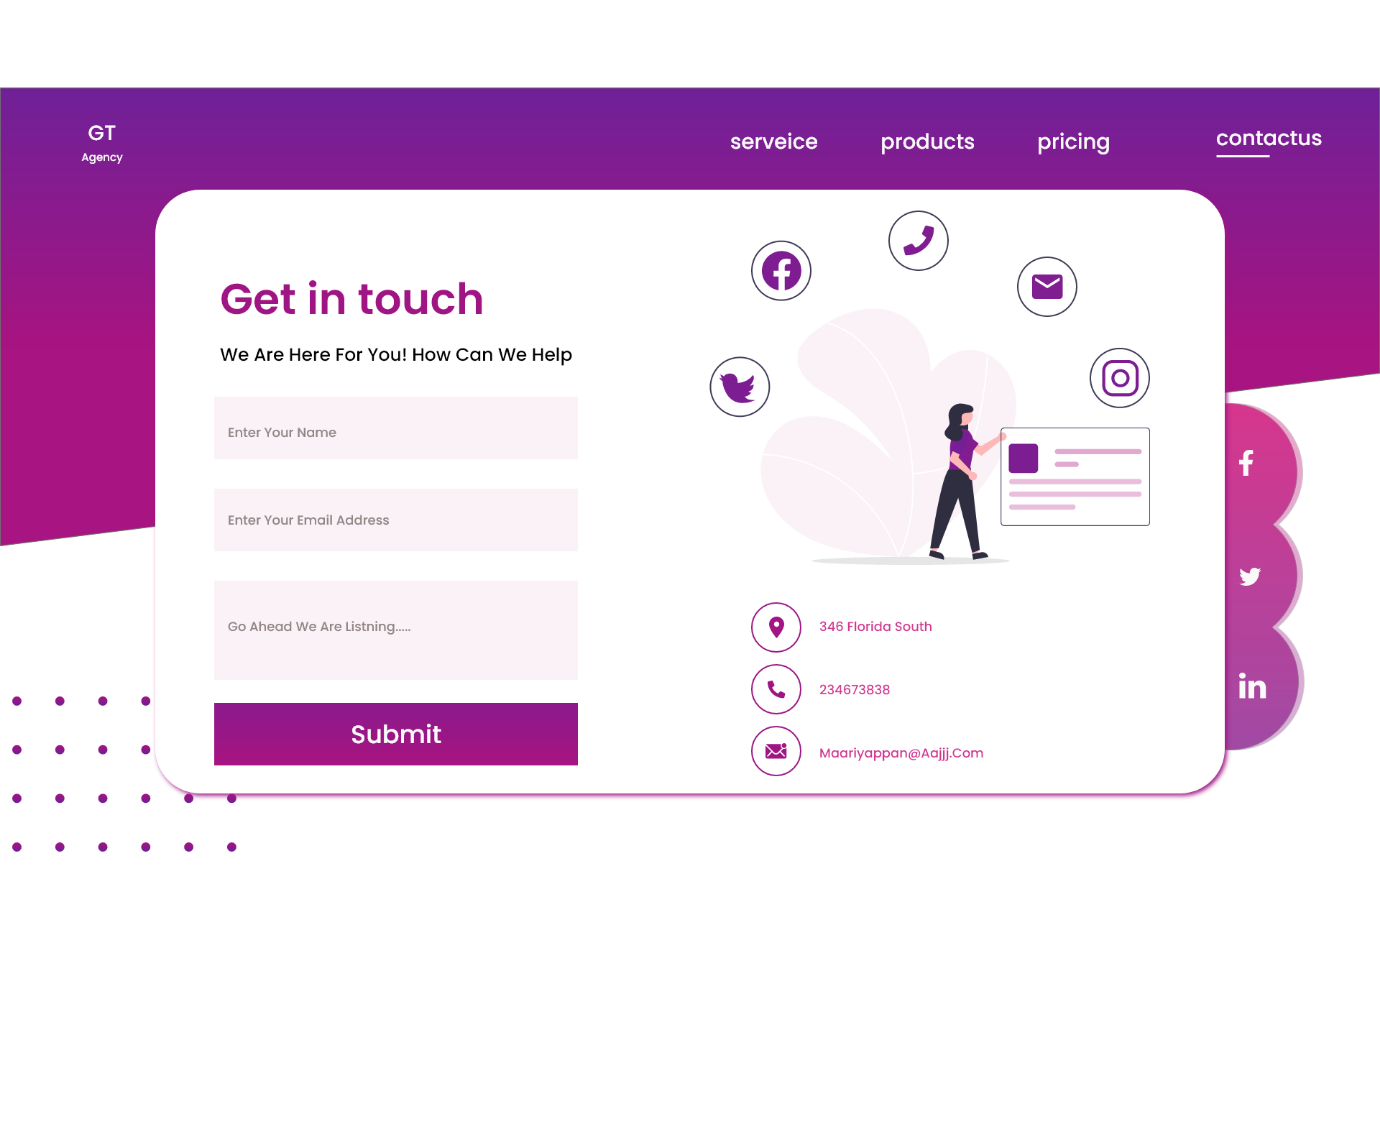 GT
Agency
serveice
products
pricing
contactus
Get in touch
We Are Here For You! How Can We Help
Enter Your Name
Enter Your Email Address
Go Ahead We Are Listning.....
Submit
346 Florida South
234673838
Maariyappan@Aajjj.Com